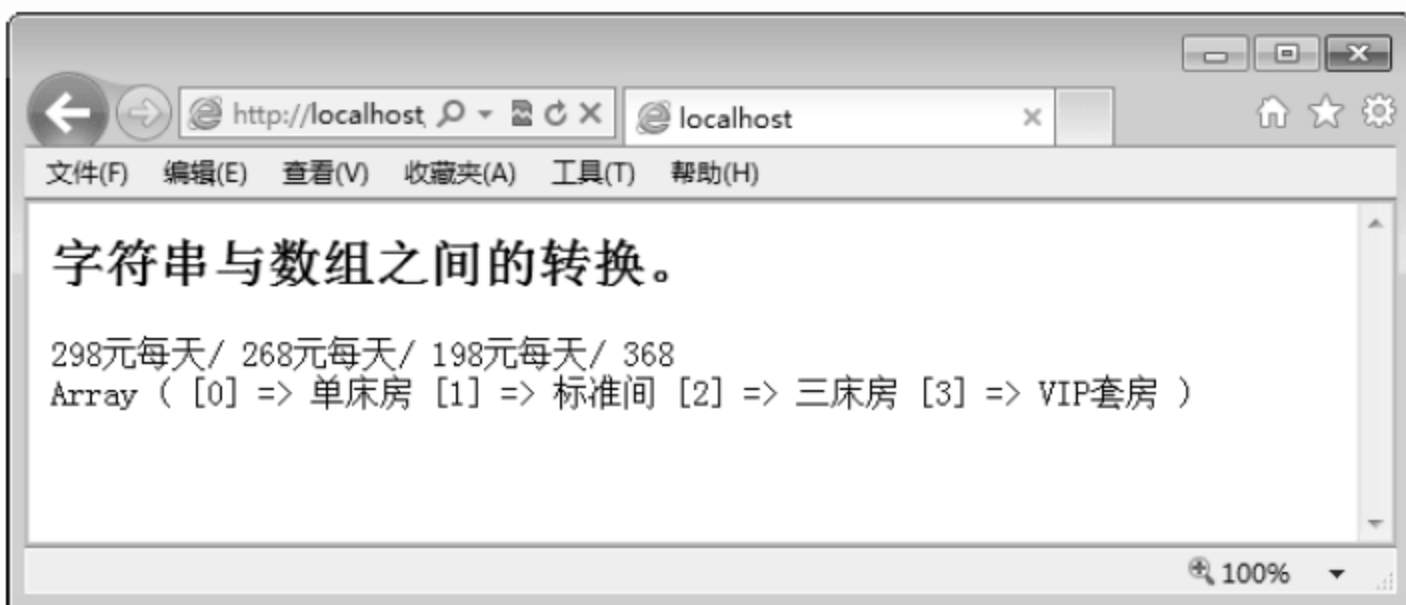 http://localhost
localhost
文件(F) 编辑(E) 查看(V) 收藏夹(A) 工具(T) 帮助(H)
字符串与数组之间的转换。
298元每天/ 268元每天/ 198元每天/ 368
Array ( [0] => 单床房 [1] => 标准间 [2] => 三床房 [3] => VIP套房 )
100%